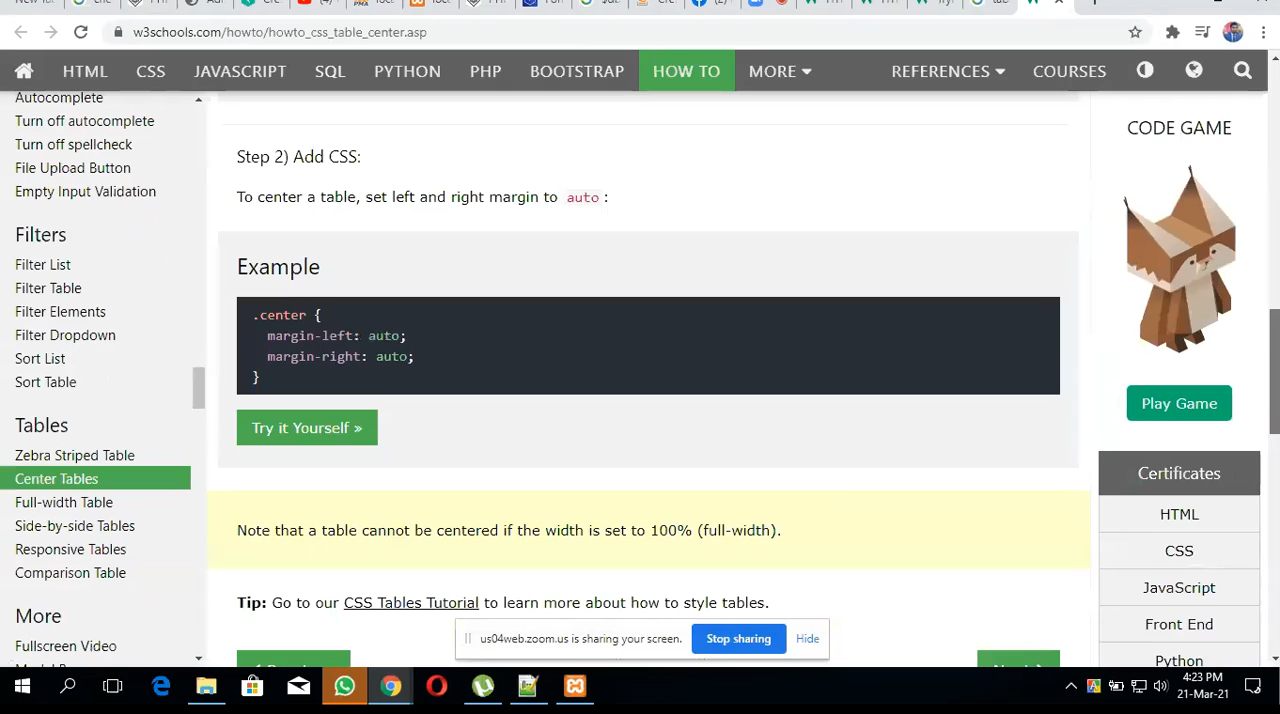 w3schools.com/howto/howto_css_table_center.asp
HTML CSS JAVASCRIPT SQL PYTHON PHP BOOTSTRAP HOW TO MORE REFERENCES COURSES
Autocomplete
Turn off autocomplete
Turn off spellcheck
File Upload Button
Empty Input Validation
Filters
Filter List
Filter Table
Filter Elements
Filter Dropdown
Sort List
Sort Table
Tables
Zebra Striped Table
Center Tables
Full-width Table
Side-by-side Tables
Responsive Tables
Comparison Table
More
Fullscreen Video
Step 2) Add CSS:
To center a table, set left and right margin to auto :
Example
.center {
margin-left: auto;
margin-right: auto;
}
Try it Yourself »
Note that a table cannot be centered if the width is set to 100% (full-width).
Tip: Go to our CSS Tables Tutorial to learn more about how to style tables.
CODE GAME
Play Game
Certificates
HTML
CSS
JavaScript
Front End
Python
us04web.zoom.us is sharing your screen. Stop sharing Hide
4:23 PM
21-Mar-21